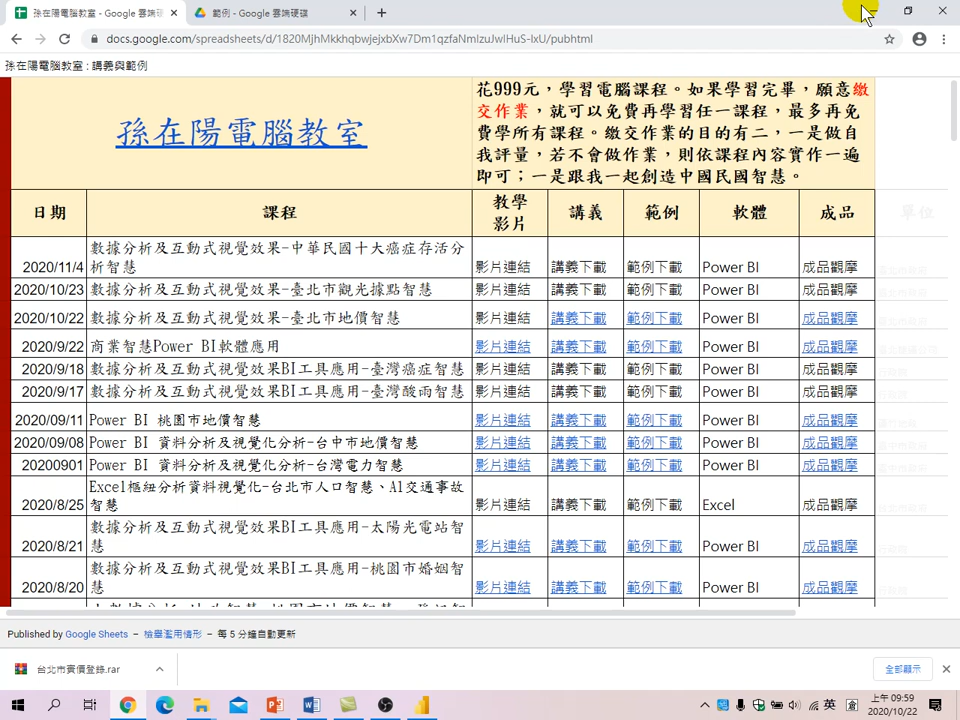 孫在陽電腦教室 - Google 雲端硬
範例 - Google 雲端硬碟
docs.google.com/spreadsheets/d/1820MjhMkkhqbwjejxbXw7Dm1qzfaNmIzuJwlHuS-lxU/pubhtml
孫在陽電腦教室 : 講義與範例
孫在陽電腦教室
花999元，學習電腦課程。如果學習完畢，願意繳
交作業，就可以免費再學習任一課程，最多再免
費學所有課程。繳交作業的目的有二，一是做自
我評量，若不會做作業，則依課程內容實作一遍
即可；一是跟我一起創造中國民國智慧。
日期 課程 教學影片 講義 範例 軟體 成品 單位
數據分析及互動式視覺效果-中華民國十大癌症存活分
2020/11/4 析智慧 影片連結 講義下載 範例下載 Power BI 成品觀摩
2020/10/23 數據分析及互動式視覺效果-臺北市觀光據點智慧 影片連結 講義下載 範例下載 Power BI 成品觀摩
2020/10/22 數據分析及互動式視覺效果-臺北市地價智慧 影片連結 講義下載 範例下載 Power BI 成品觀摩
2020/9/22 商業智慧Power BI軟體應用 影片連結 講義下載 範例下載 Power BI 成品觀摩
2020/9/18 數據分析及互動式視覺效果BI工具應用-臺灣癌症智慧 影片連結 講義下載 範例下載 Power BI 成品觀摩
2020/9/17 數據分析及互動式視覺效果BI工具應用-臺灣酸雨智慧 影片連結 講義下載 範例下載 Power BI 成品觀摩
2020/09/11 Power BI 桃園市地價智慧 影片連結 講義下載 範例下載 Power BI 成品觀摩
2020/09/08 Power BI 資料分析及視覺化分析-台中市地價智慧 影片連結 講義下載 範例下載 Power BI 成品觀摩
20200901 Power BI 資料分析及視覺化分析-台灣電力智慧 影片連結 講義下載 範例下載 Power BI 成品觀摩
Excel樞紐分析資料視覺化-台北市人口智慧、A1交通事故
2020/8/25 智慧 影片連結 講義下載 範例下載 Excel 成品觀摩
數據分析及互動式視覺效果BI工具應用-太陽光電站智
2020/8/21 慧 影片連結 講義下載 範例下載 Power BI 成品觀摩
數據分析及互動式視覺效果BI工具應用-桃園市婚姻智
2020/8/20 慧 影片連結 講義下載 範例下載 Power BI 成品觀摩
Published by Google Sheets – 檢舉濫用情形 – 每 5 分鐘自動更新
台北市實價登錄.rar
全部顯示
英
上午 09:59
2020/10/22